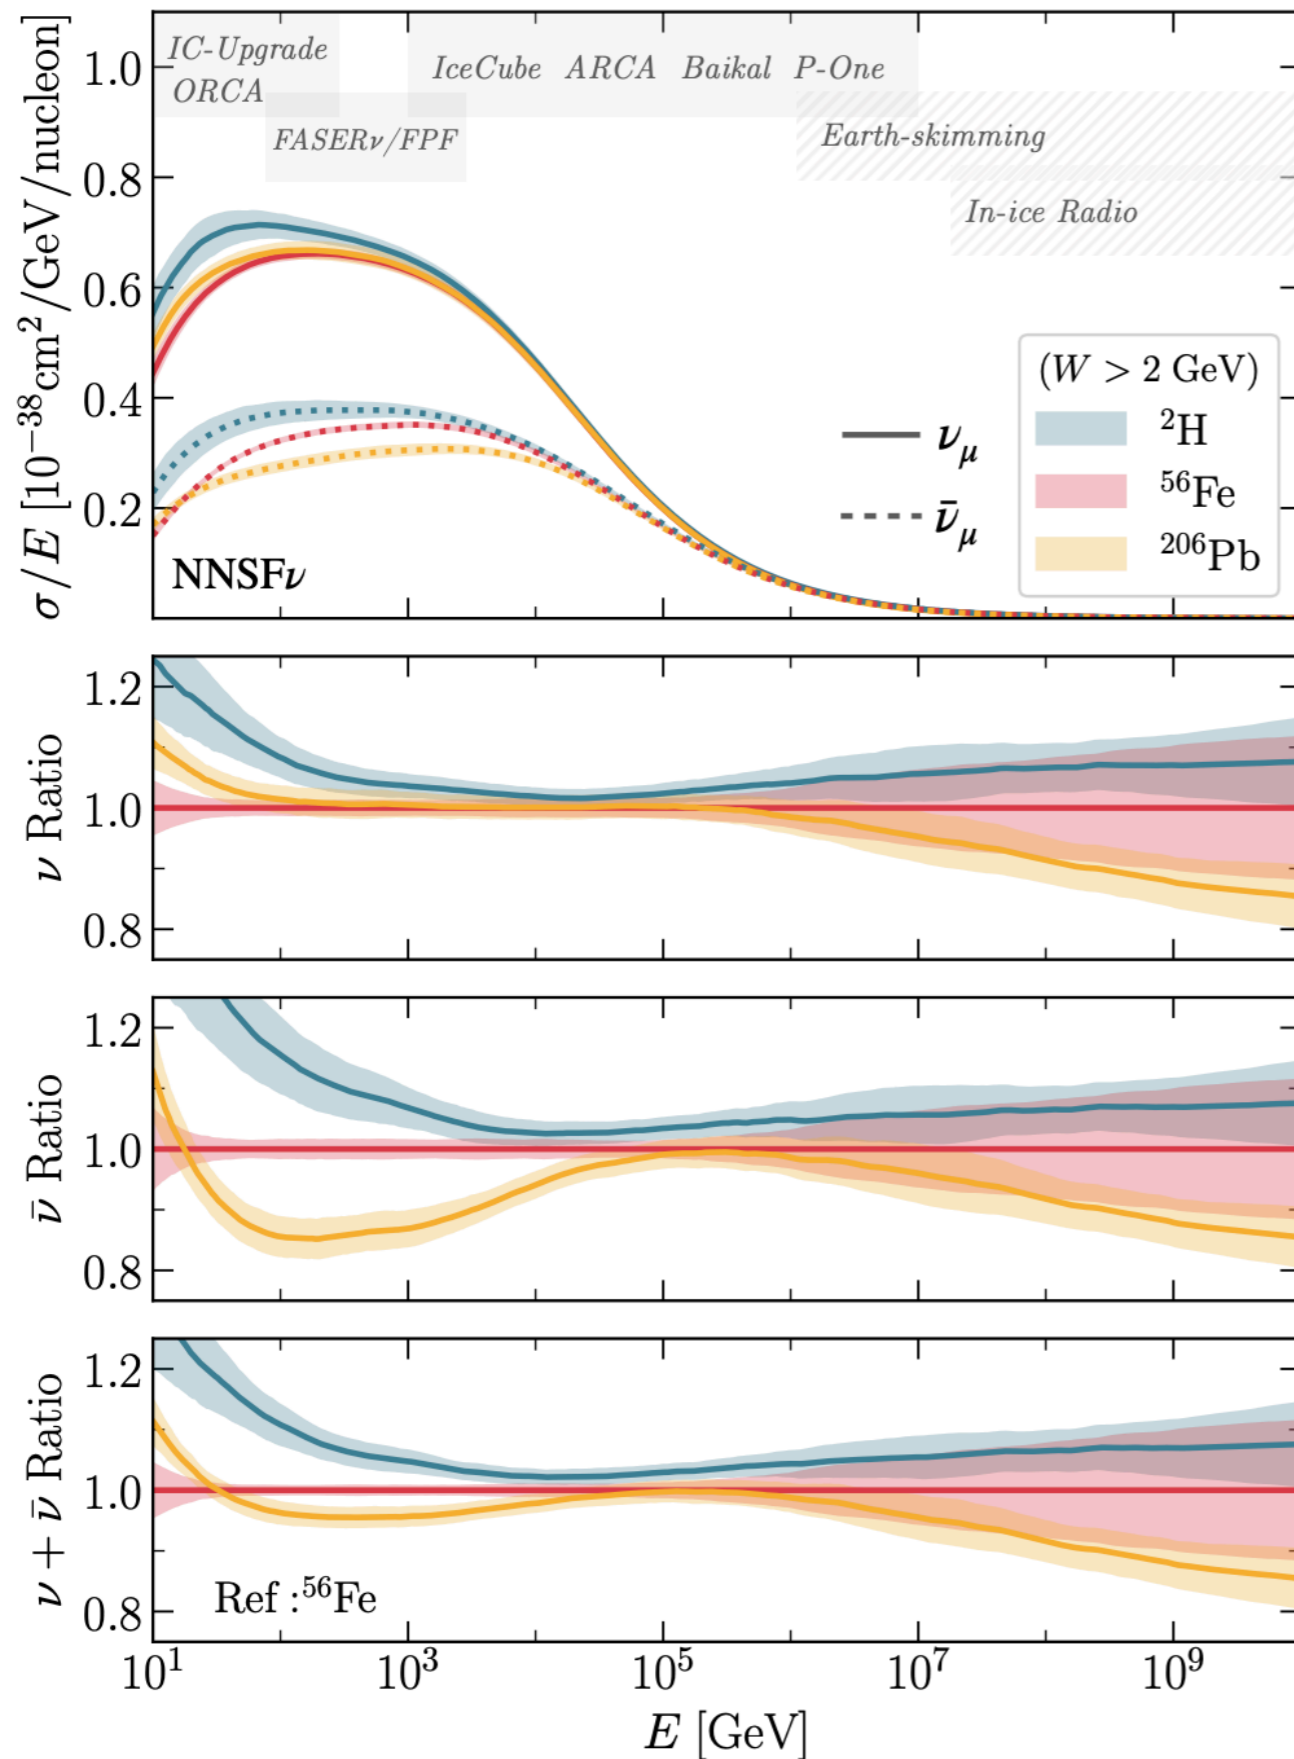 σ/E [10⁻³⁸cm²/GeV/nucleon]
1.0
0.8
0.6
0.4
0.2
IC-Upgrade
ORCA
IceCube ARCA Baikal P-One
FASERν/FPF
Earth-skimming
In-ice Radio
(W > 2 GeV)
²H
⁵⁶Fe
²⁰⁶Pb
ν_μ
ν̄_μ
NNSFν
ν Ratio
1.2
1.0
0.8
ν̄ Ratio
1.2
1.0
0.8
ν + ν̄ Ratio
1.2
1.0
0.8
Ref :⁵⁶Fe
10¹ 10³ 10⁵ 10⁷ 10⁹
E [GeV]